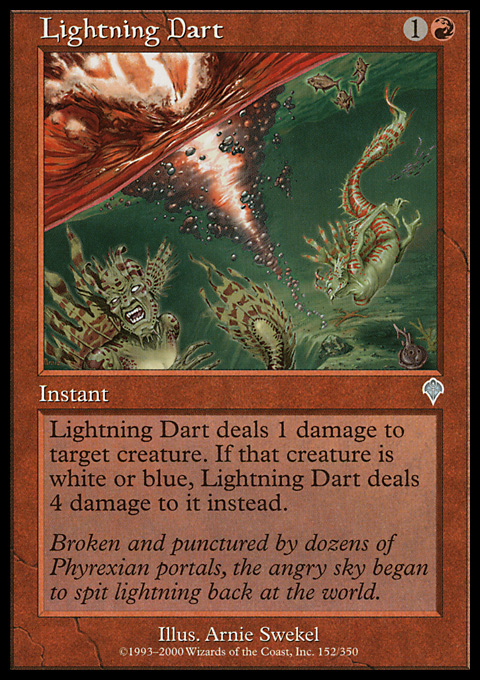 Lightning Dart 1
Instant
Lightning Dart deals 1 damage to
target creature. If that creature is
white or blue, Lightning Dart deals
4 damage to it instead.
Broken and punctured by dozens of
Phyrexian portals, the angry sky began
to spit lightning back at the world.
Illus. Arnie Swekel
©1993–2000 Wizards of the Coast, Inc. 152/350